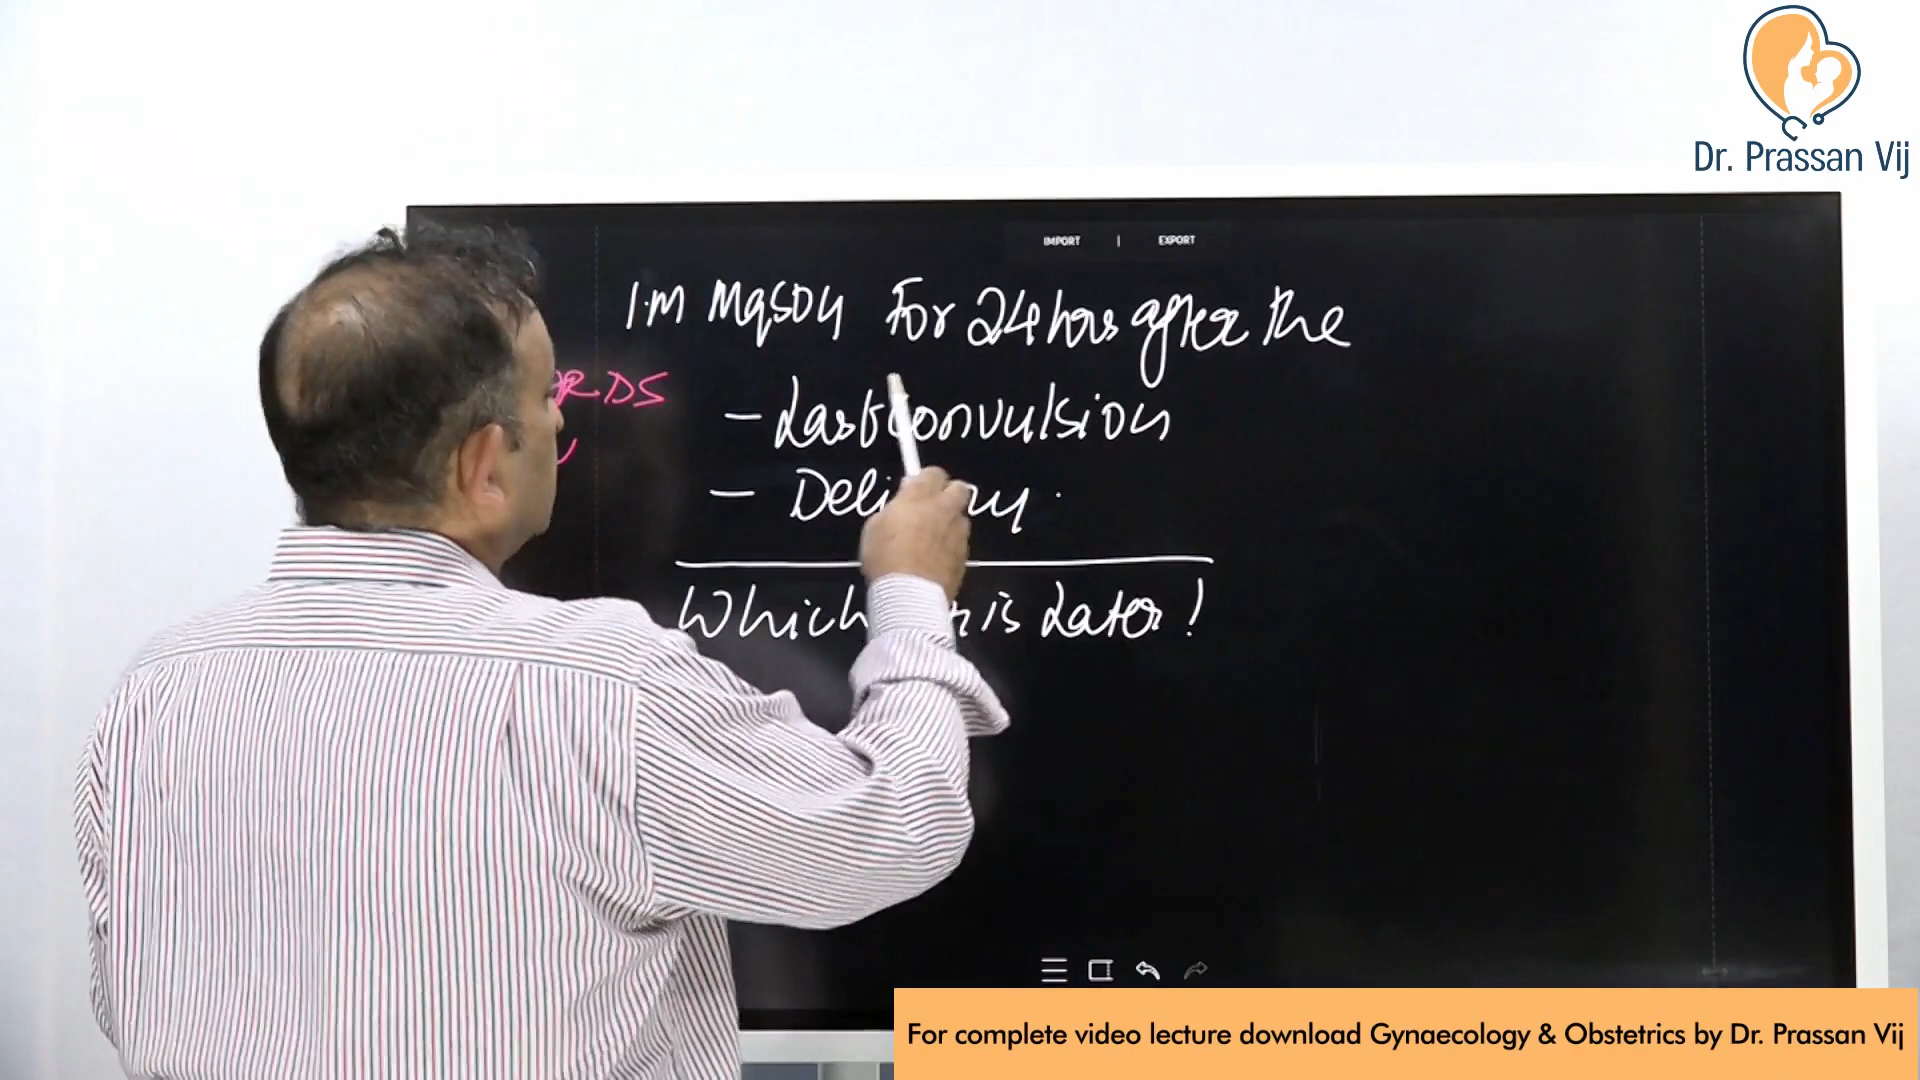 Dr. Prassan Vij
IMPORT | EXPORT
I.M MgSO4 For 24 hours after the
RDS
- Last convulsion
- Delivery.
Which is Later!
For complete video lecture download Gynaecology & Obstetrics by Dr. Prassan Vij